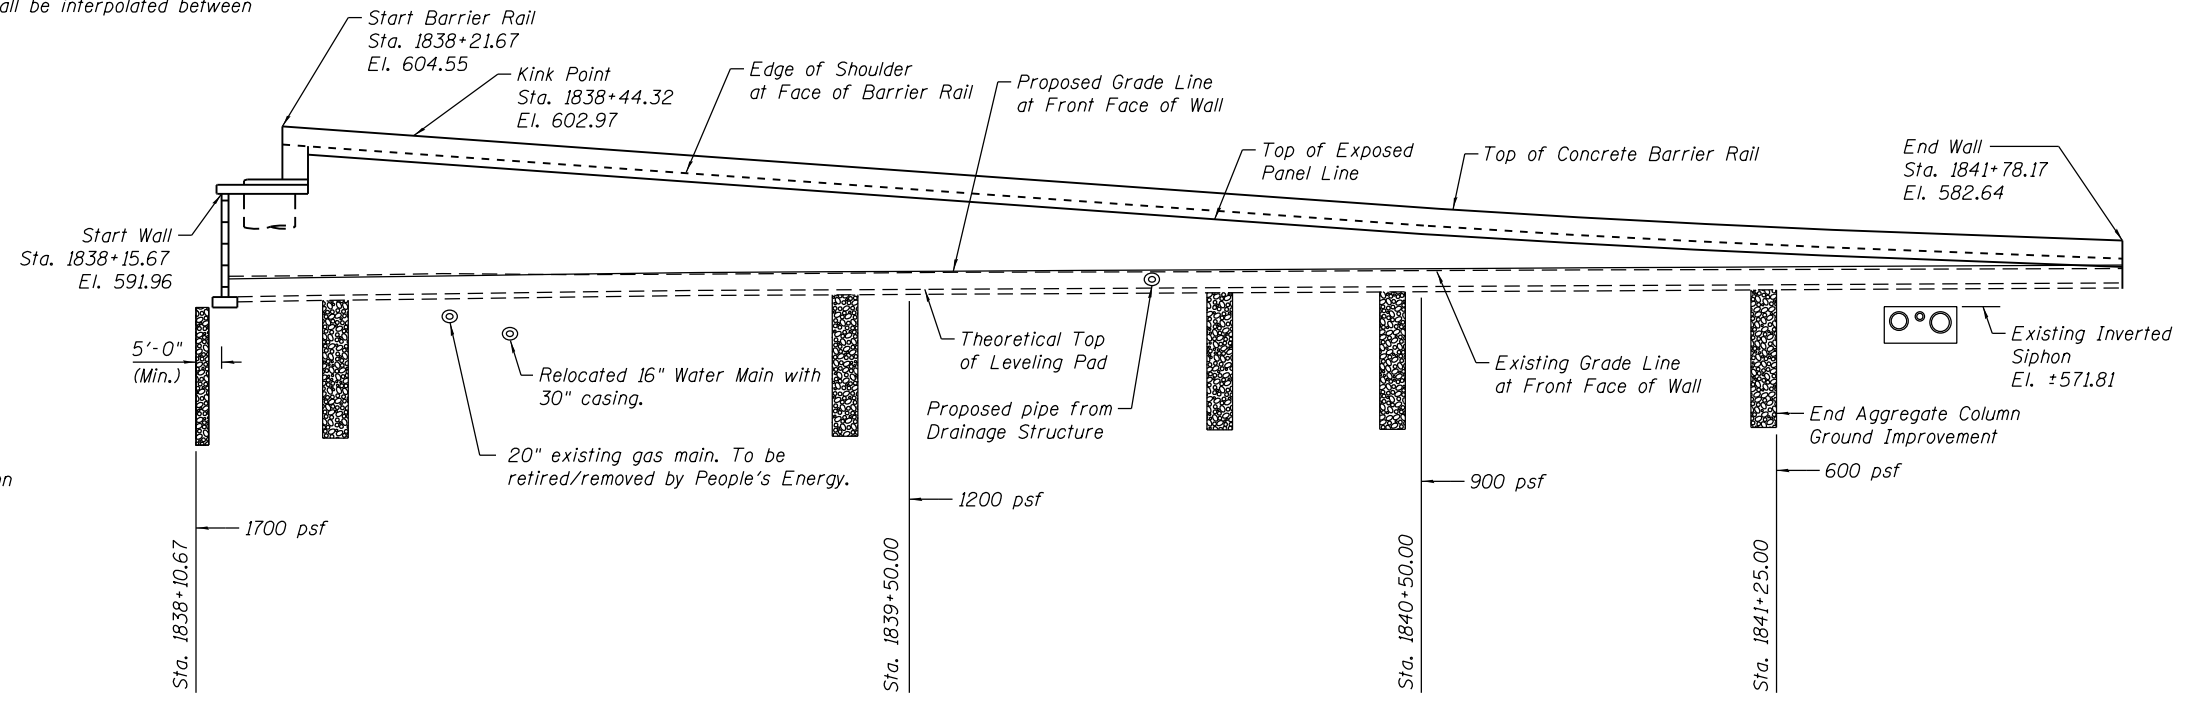 all be interpolated between
Start Barrier Rail
Sta. 1838+21.67
El. 604.55
Kink Point
Sta. 1838+44.32
El. 602.97
Edge of Shoulder
at Face of Barrier Rail
Proposed Grade Line
at Front Face of Wall
Top of Exposed
Panel Line
Top of Concrete Barrier Rail
End Wall
Sta. 1841+78.17
El. 582.64
Start Wall
Sta. 1838+15.67
El. 591.96
5'-0"
(Min.)
Relocated 16" Water Main with
30" casing.
20" existing gas main. To be
retired/removed by People's Energy.
Theoretical Top
of Leveling Pad
Proposed pipe from
Drainage Structure
Existing Grade Line
at Front Face of Wall
Existing Inverted
Siphon
El. ±571.81
End Aggregate Column
Ground Improvement
on
1700 psf
1200 psf
900 psf
600 psf
Sta. 1838+10.67
Sta. 1839+50.00
Sta. 1840+50.00
Sta. 1841+25.00